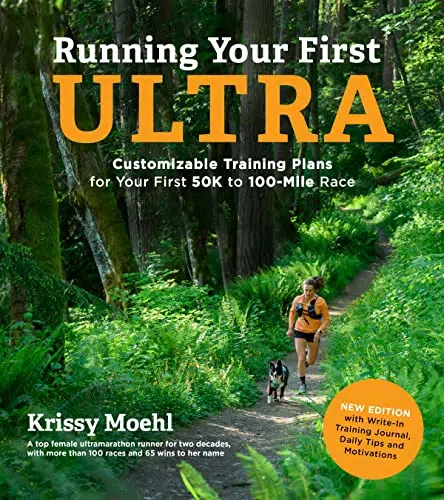 Running Your First
ULTRA
Customizable Training Plans
for Your First 50K to 100-Mile Race
Krissy Moehl
A top female ultramarathon runner for two decades,
with more than 100 races and 65 wins to her name
NEW EDITION
with Write-In
Training Journal,
Daily Tips and
Motivations